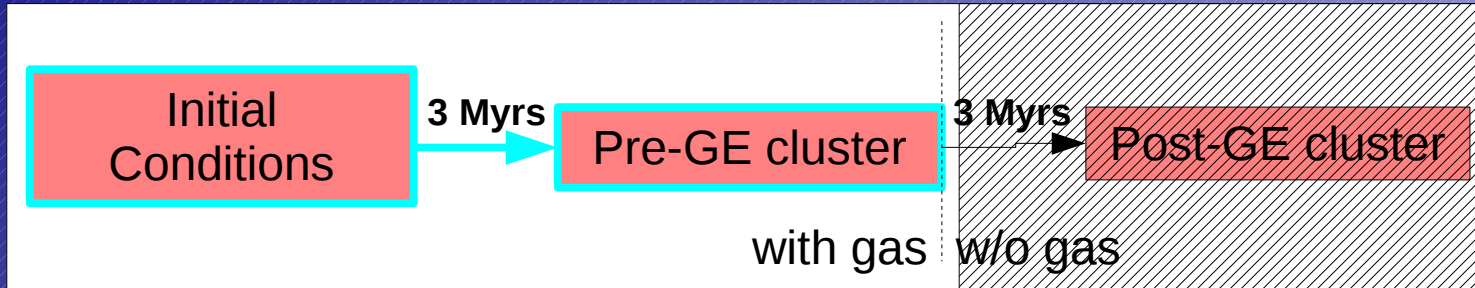 Initial
Conditions
3 Myrs
Pre-GE cluster
3 Myrs
Post-GE cluster
with gas
w/o gas